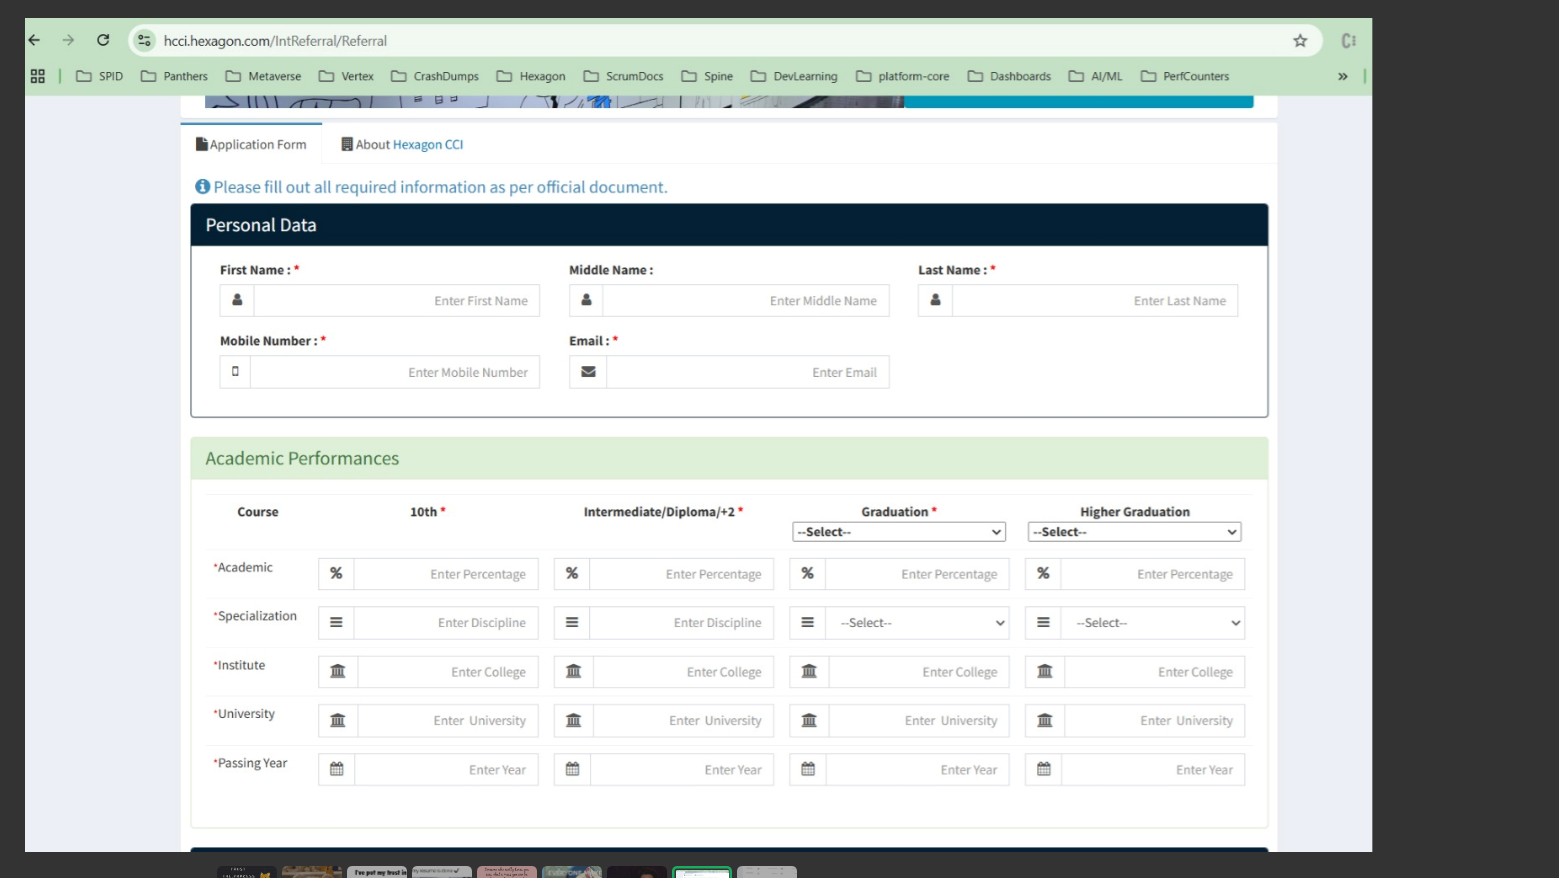 hcci.hexagon.com/IntReferral/Referral
SPID Panthers Metaverse Vertex CrashDumps Hexagon ScrumDocs Spine DevLearning platform-core Dashboards AI/ML PerfCounters »
Application Form About Hexagon CCI
Please fill out all required information as per official document.
Personal Data
First Name : * Middle Name : Last Name : *
Enter First Name Enter Middle Name Enter Last Name
Mobile Number : * Email : *
Enter Mobile Number Enter Email
Academic Performances
Course 10th * Intermediate/Diploma/+2 * Graduation * Higher Graduation
--Select-- --Select--
*Academic % Enter Percentage % Enter Percentage % Enter Percentage % Enter Percentage
*Specialization Enter Discipline Enter Discipline --Select-- --Select--
*Institute Enter College Enter College Enter College Enter College
*University Enter University Enter University Enter University Enter University
*Passing Year Enter Year Enter Year Enter Year Enter Year
I've put my trust in